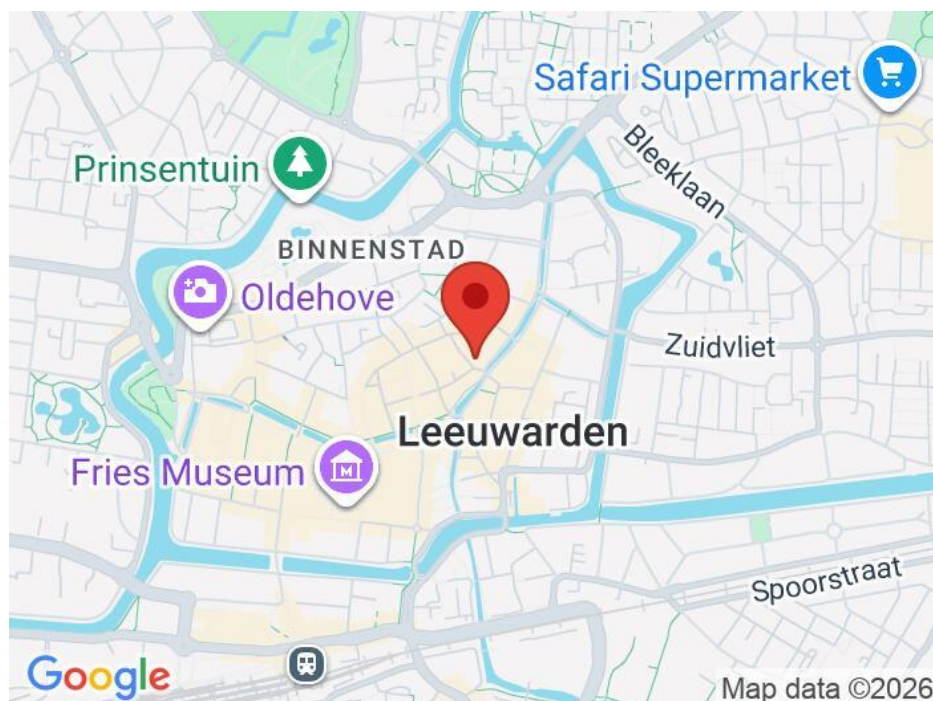 Safari Supermarket
Bleeklaan
Prinsentuin
BINNENSTAD
Oldehove
Zuidvliet
Leeuwarden
Fries Museum
M
Spoorstraat
Google
Map data ©2026